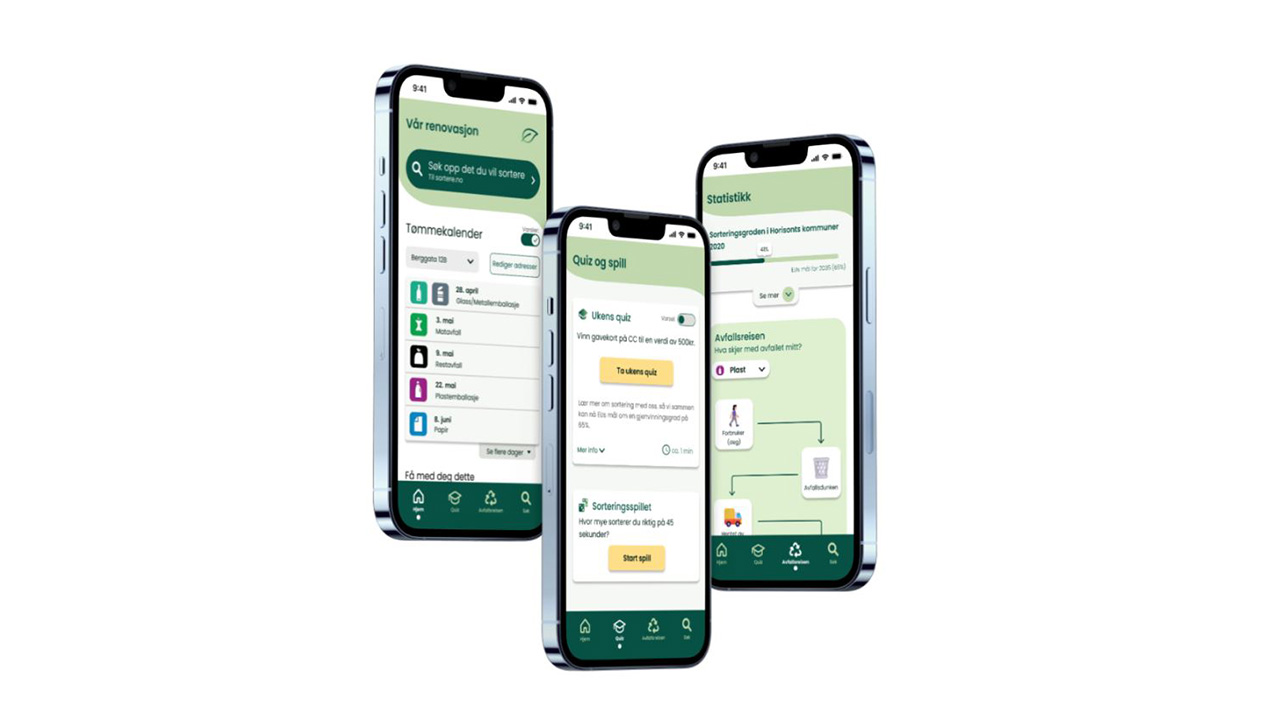 9:41
Vår renovasjon
Søk opp det du vil sortere
Til sortere.no
Tømmekalender
Berggata 12B
Rediger adresser
28. april
Glass/Metallemballasje
3. mai
Matavfall
9. mai
Restavfall
22. mai
Plastemballasje
8. juni
Papir
Se flere dager
Få med deg dette
Hjem
Quiz
Avfallsreisen
Søk
9:41
Quiz og spill
Ukens quiz
Varsel
Vinn gavekort på CC til en verdi av 500kr.
Ta ukens quiz
Lær mer om sortering med oss, så vi sammen
kan nå EUs mål om en gjenvinningsgrad på
65%.
Mer info
ca. 1 min
Sorteringsspillet
Hvor mye sorterer du riktig på 45
sekunder?
Start spill
Hjem
Quiz
Avfallsreisen
Søk
9:41
Statistikk
Sorteringsgraden i Horisonts kommuner
2020
EUs mål for 2035 (65%)
Se mer
Avfallsreisen
Hva skjer med avfallet mitt?
Plast
Forbruker
(deg)
Avfallsdunken
Hjem
Quiz
Avfallsreisen
Søk